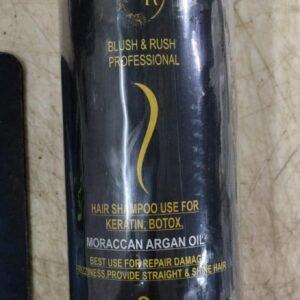 BLUSH & RUSH
PROFESSIONAL
HAIR SHAMPOO USE FOR
KERATIN, BOTOX,
MORACCAN ARGAN OIL
BEST USE FOR REPAIR DAMAGE
PROVIDE STRAIGHT & SHINE HAIR